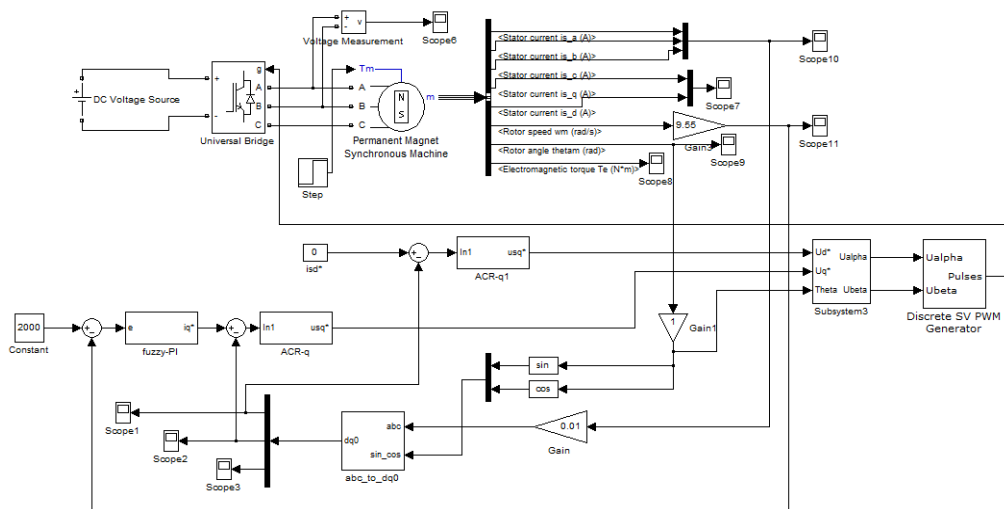 +
v
-
Voltage Measurement
Scope6
<Stator current is_a (A)>
Scope10
<Stator current is_b (A)>
<Stator current is_c (A)>
<Stator current is_q (A)>
Scope7
<Stator current is_d (A)>
<Rotor speed wm (rad/s)>
9.55
Gain3
Scope11
<Rotor angle thetam (rad)>
Scope9
<Electromagnetic torque Te (N*m)>
Scope8
+
DC Voltage Source
g
+
A
B
-
C
Universal Bridge
Tm
A
B
C
N
S
m
Permanent Magnet
Synchronous Machine
Step
0
isd*
In1
usq*
ACR-q1
Ud*
Ualpha
Uq*
Theta
Ubeta
Subsystem3
Ualpha
Pulses
Ubeta
Discrete SV PWM
Generator
2000
Constant
e
iq*
fuzzy-PI
In1
usq*
ACR-q
1
Gain1
sin
cos
Scope1
Scope2
Scope3
dq0
abc
sin_cos
abc_to_dq0
0.01
Gain